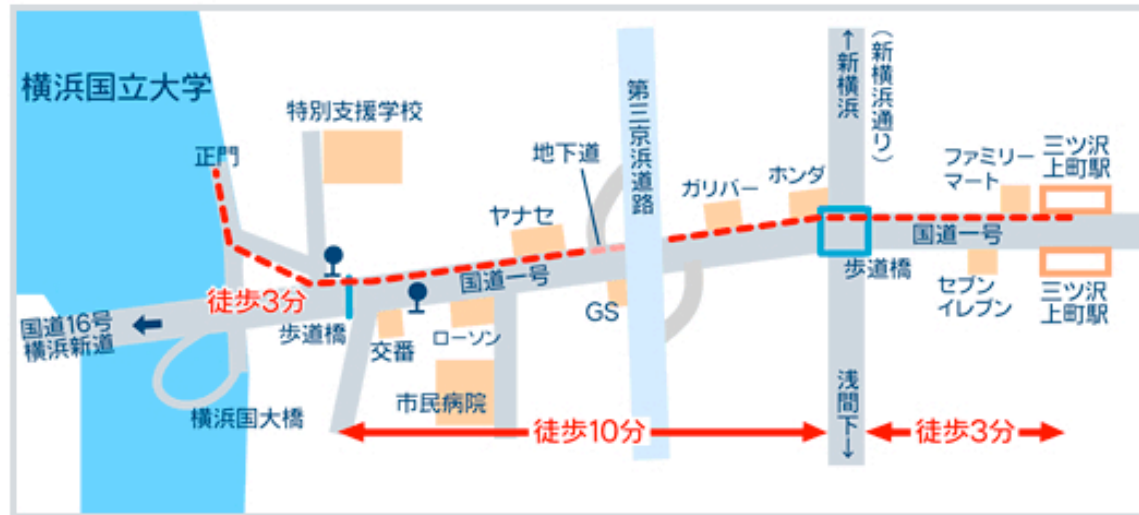 横浜国立大学
正門
特別支援学校
徒歩3分
国道16号
横浜新道
横浜国大橋
歩道橋
交番
ローソン
市民病院
ヤナセ
国道一号
地下道
GS
第三京浜道路
ガリバー
ホンダ
↑新横浜
(新横浜通り)
ファミリー
マート
三ツ沢
上町駅
国道一号
歩道橋
セブン
イレブン
三ツ沢
上町駅
浅間下↓
徒歩10分
徒歩3分